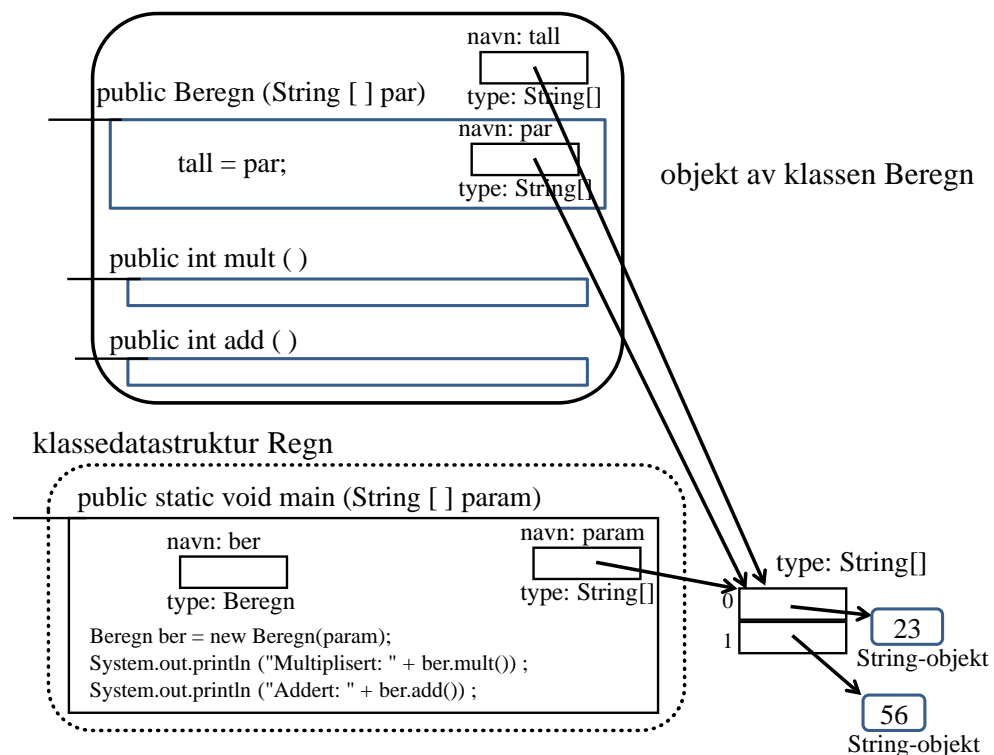 navn: tall
public Beregn (String [ ] par)
type: String[]
navn: par
tall = par;
type: String[]
objekt av klassen Beregn
public int mult ( )
public int add ( )
klassedatastruktur Regn
public static void main (String [ ] param)
navn: ber
navn: param
type: Beregn
type: String[]
Beregn ber = new Beregn(param);
System.out.println ("Multiplisert: " + ber.mult()) ;
System.out.println ("Addert: " + ber.add()) ;
type: String[]
0
1
23
String-objekt
56
String-objekt